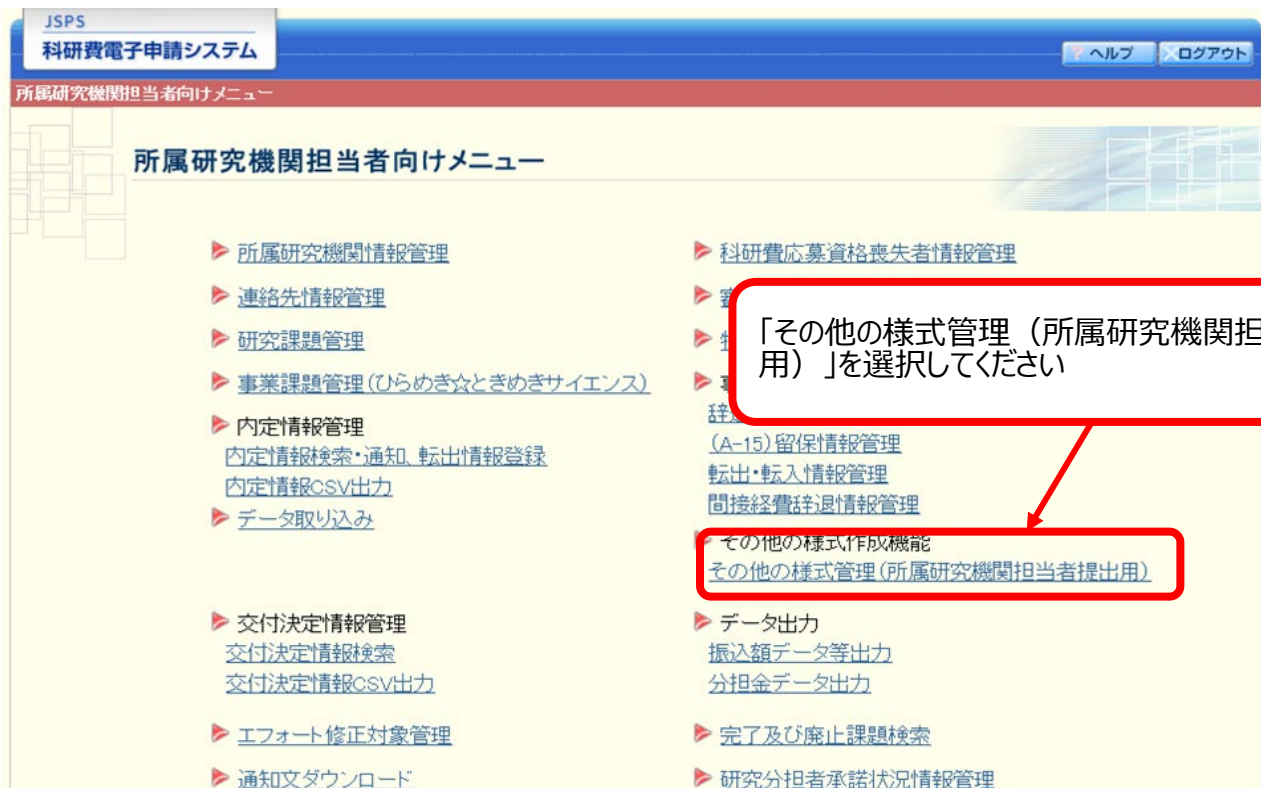 JSPS
科研費電子申請システム
ヘルプ
ログアウト
所属研究機関担当者向けメニュー
所属研究機関担当者向けメニュー
所属研究機関情報管理
連絡先情報管理
研究課題管理
事業課題管理(ひらめき☆ときめきサイエンス)
内定情報管理
内定情報検索・通知、転出情報登録
内定情報CSV出力
データ取り込み
科研費応募資格喪失者情報管理
「その他の様式管理（所属研究機関担
用）」を選択してください
(A-15)留保情報管理
転出・転入情報管理
間接経費辞退情報管理
その他の様式作成機能
その他の様式管理(所属研究機関担当者提出用)
交付決定情報管理
交付決定情報検索
交付決定情報CSV出力
エフォート修正対象管理
通知文ダウンロード
データ出力
振込額データ等出力
分担金データ出力
完了及び廃止課題検索
研究分担者承諾状況情報管理